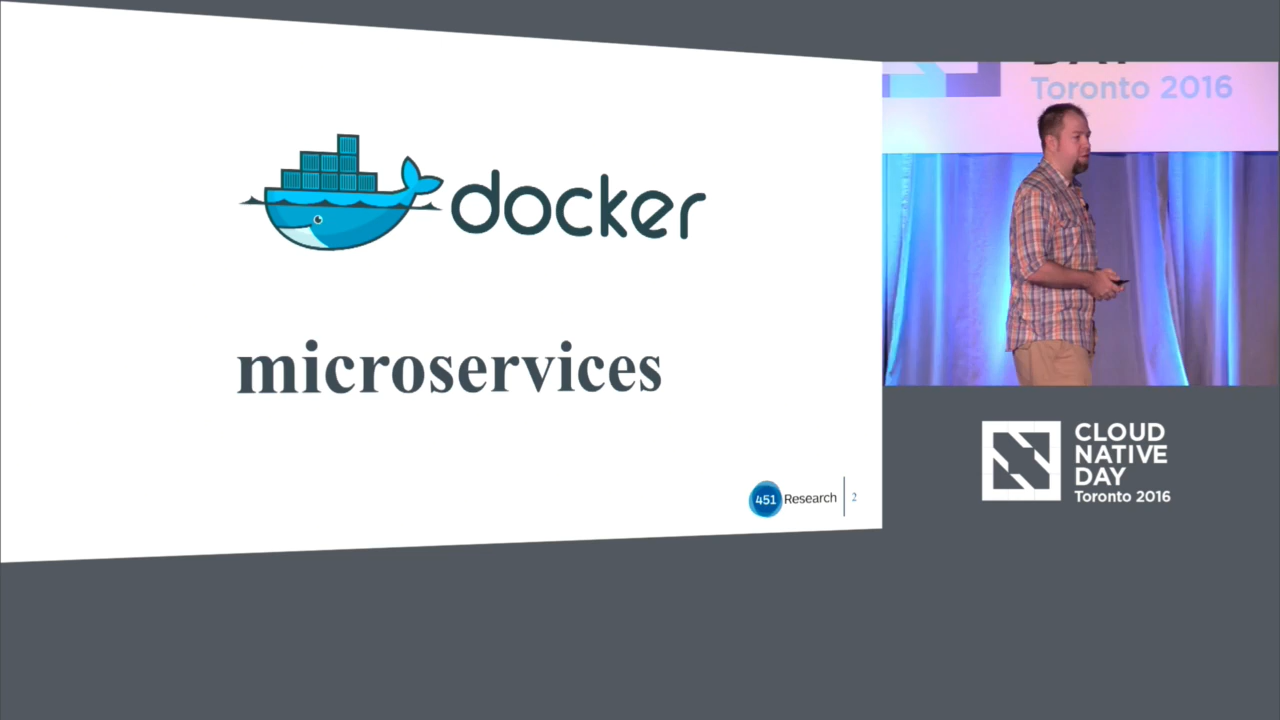 docker
microservices
451 Research 2
Toronto 2016
CLOUD
NATIVE
DAY
Toronto 2016